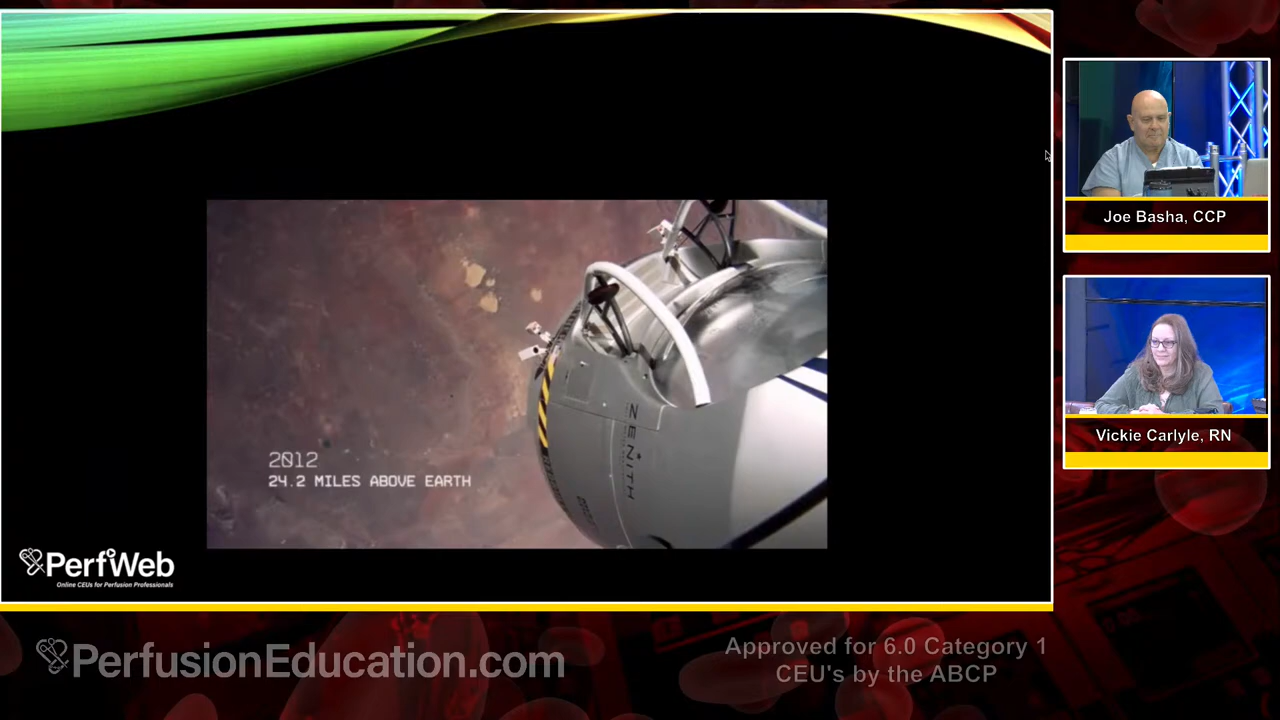 2012
24.2 MILES ABOVE EARTH
ZENITH
PerfWeb
Online CEUs for Perfusion Professionals
Joe Basha, CCP
Vickie Carlyle, RN
PerfusionEducation.com
Approved for 6.0 Category 1
CEU's by the ABCP